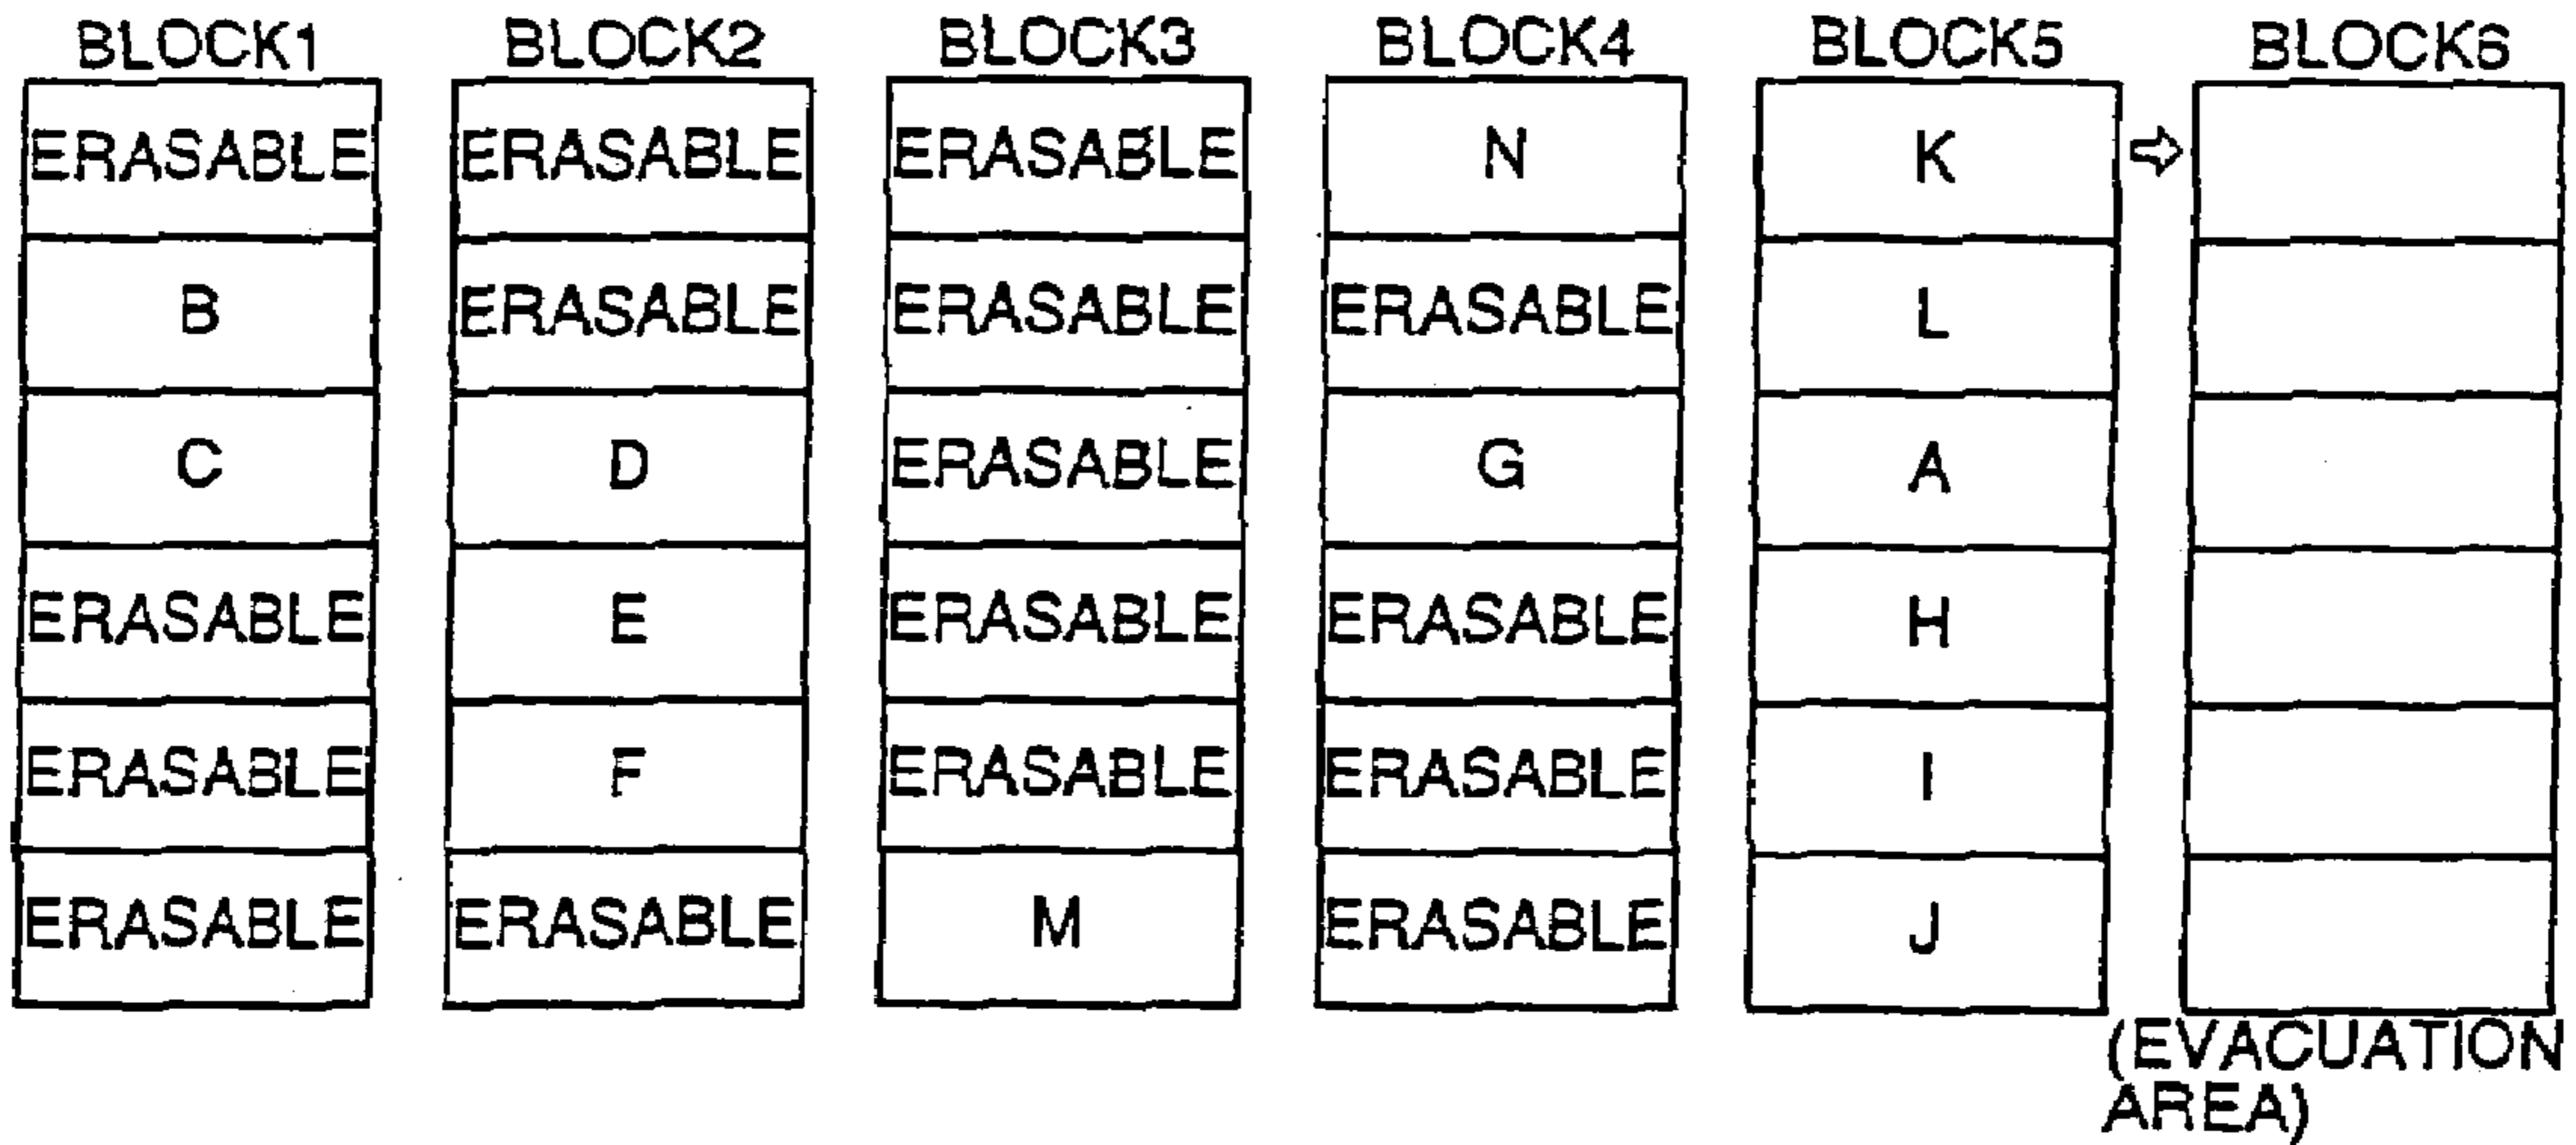 BLOCK1 BLOCK2 BLOCK3 BLOCK4 BLOCK5 BLOCK6
ERASABLE ERASABLE ERASABLE N K ⇨
B ERASABLE ERASABLE ERASABLE L
C D ERASABLE G A
ERASABLE E ERASABLE ERASABLE H
ERASABLE F ERASABLE ERASABLE I
ERASABLE ERASABLE M ERASABLE J
(EVACUATION
AREA)